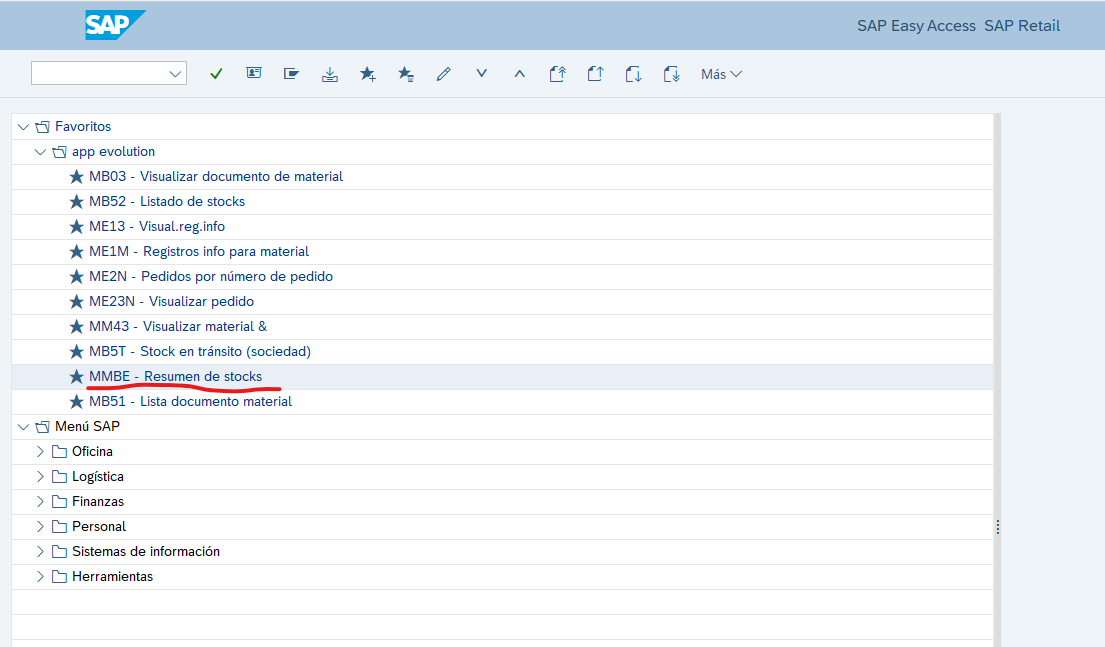 SAP
SAP Easy Access SAP Retail
Más
Favoritos
app evolution
MB03 - Visualizar documento de material
MB52 - Listado de stocks
ME13 - Visual.reg.info
ME1M - Registros info para material
ME2N - Pedidos por número de pedido
ME23N - Visualizar pedido
MM43 - Visualizar material &
MB5T - Stock en tránsito (sociedad)
MMBE - Resumen de stocks
MB51 - Lista documento material
Menú SAP
Oficina
Logística
Finanzas
Personal
Sistemas de información
Herramientas